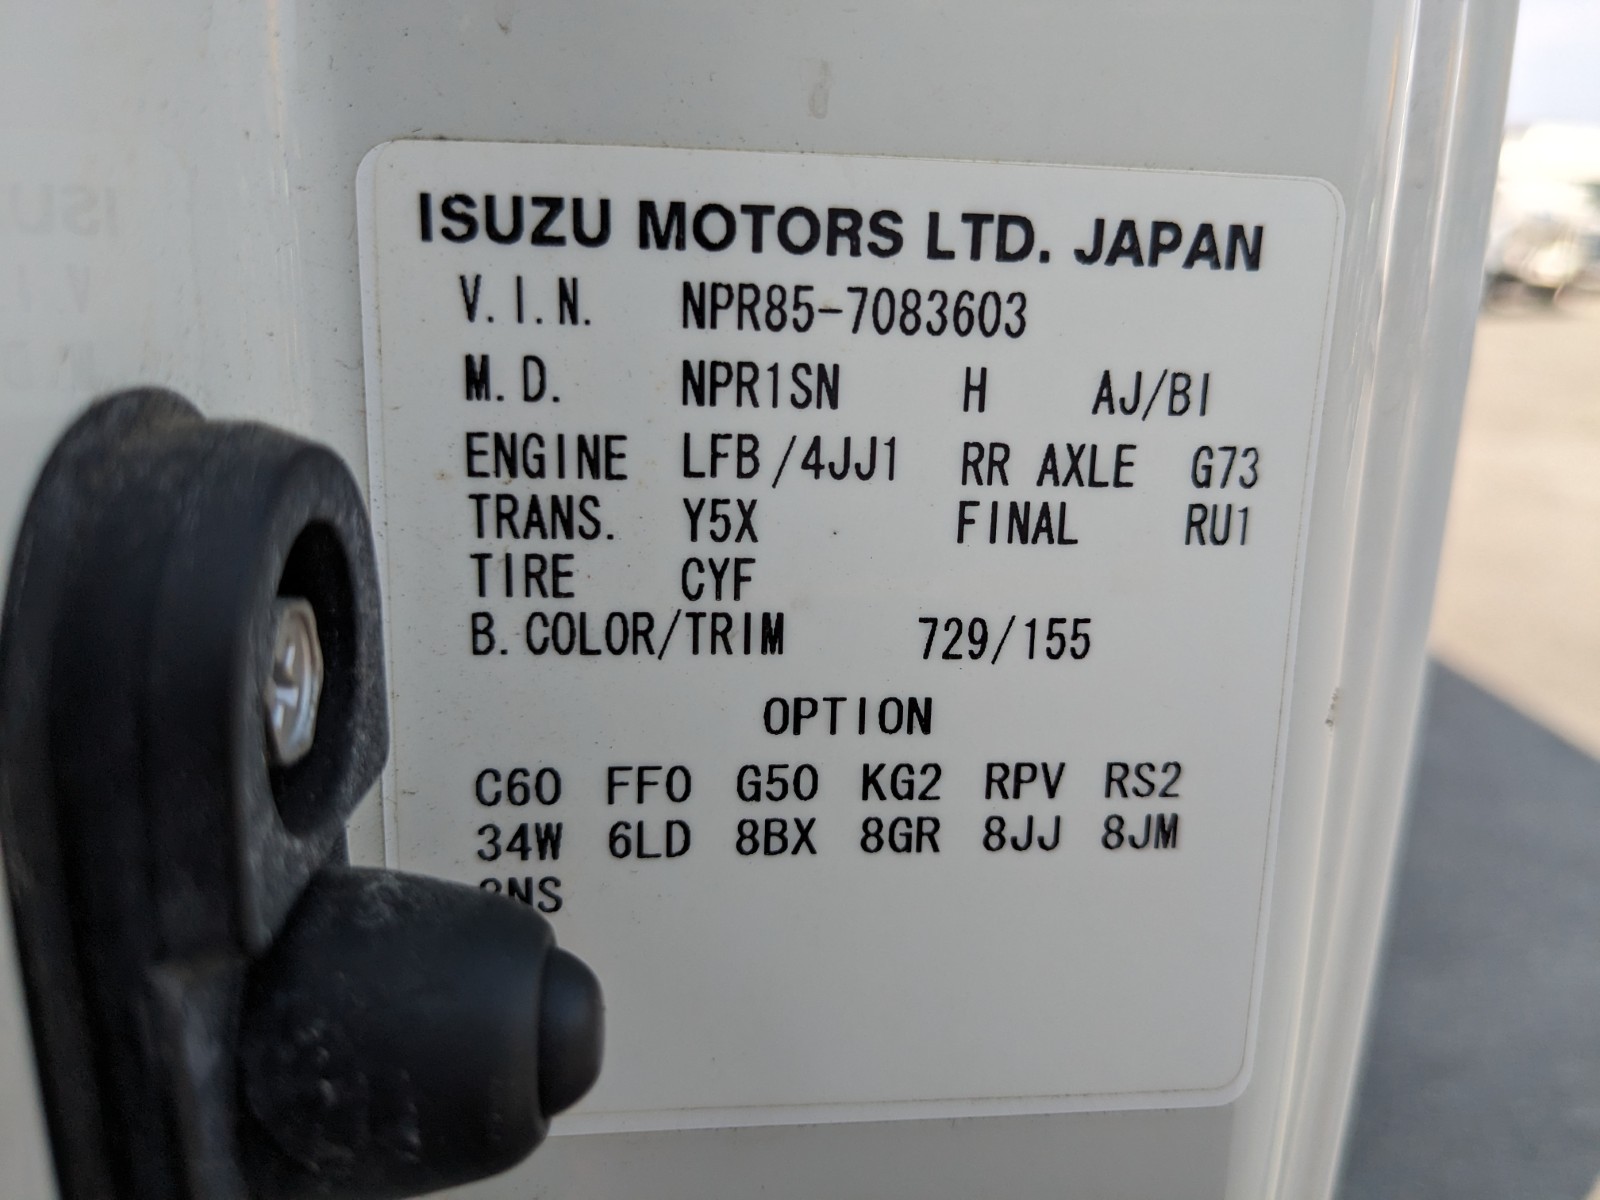 ISUZU MOTORS LTD. JAPAN
V.I.N. NPR85-7083603
M.D. NPR1SN H AJ/BI
ENGINE LFB/4JJ1 RR AXLE G73
TRANS. Y5X FINAL RU1
TIRE CYF
B.COLOR/TRIM 729/155
OPTION
C60 FF0 G50 KG2 RPV RS2
34W 6LD 8BX 8GR 8JJ 8JM